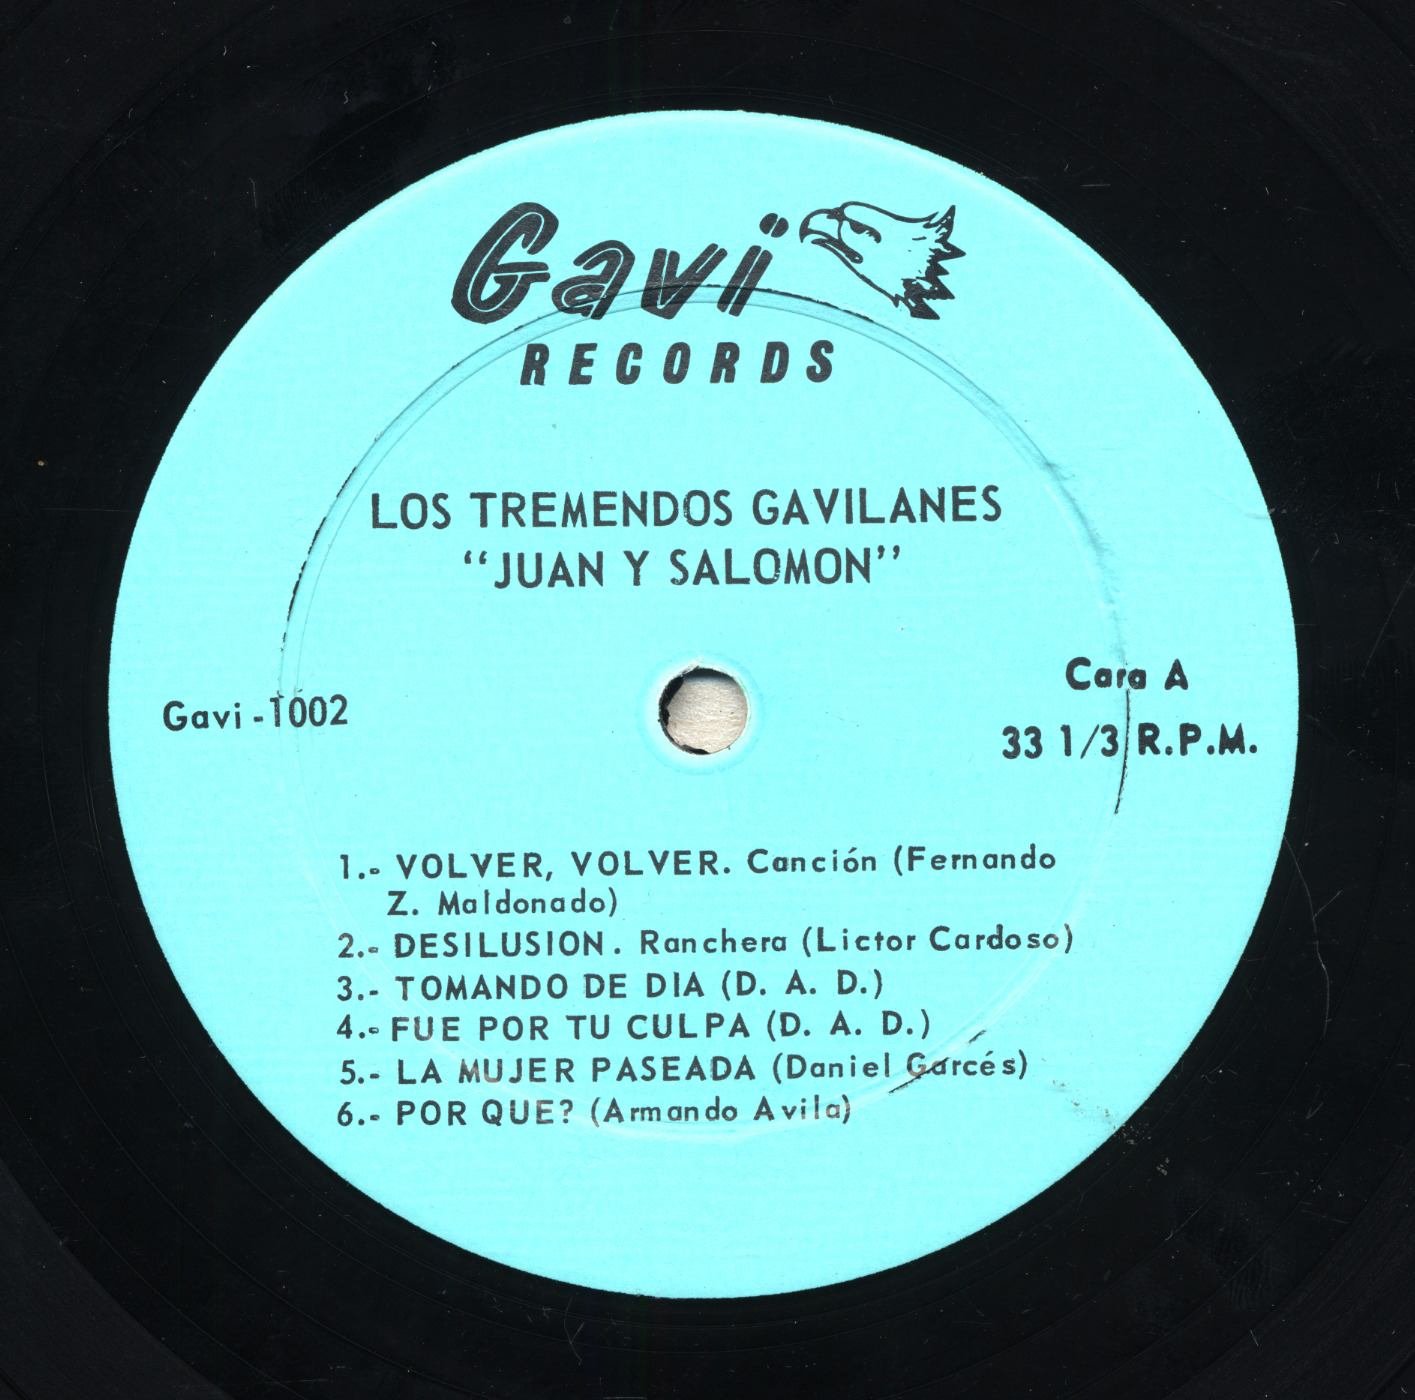 Gavi
RECORDS
LOS TREMENDOS GAVILANES
"JUAN Y SALOMON"
Gavi-1002
Cara A
33 1/3 R.P.M.
1.- VOLVER, VOLVER. Canción (Fernando
Z. Maldonado)
2.- DESILUSION. Ranchera (Lictor Cardoso)
3.- TOMANDO DE DIA (D. A. D.)
4.- FUE POR TU CULPA (D. A. D.)
5.- LA MUJER PASEADA (Daniel Garcés)
6.- POR QUE? (Armando Avila)